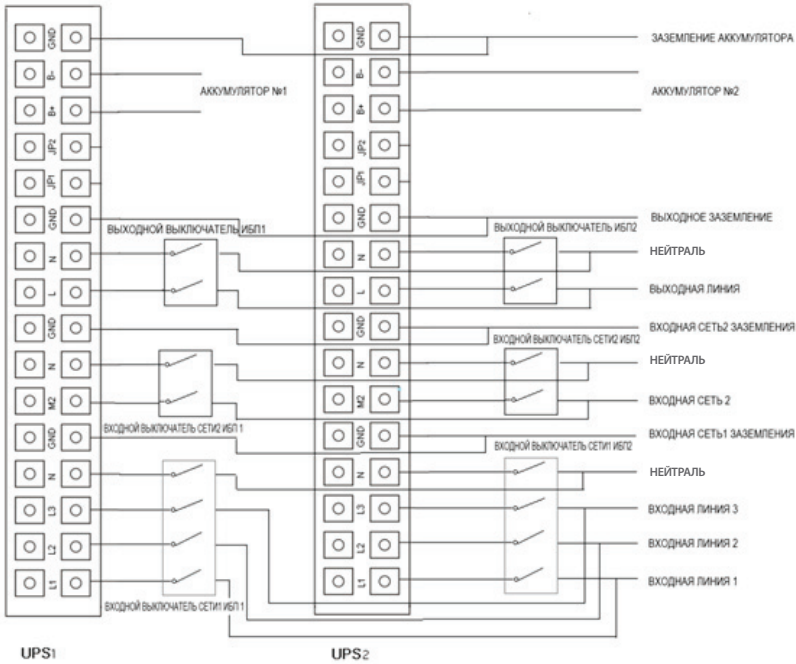 GND
GND
ЗАЗЕМЛЕНИЕ АККУМУЛЯТОРА
B-
B-
АККУМУЛЯТОР №1
АККУМУЛЯТОР №2
B+
B+
JP2
JP2
JP1
JP1
GND
GND
ВЫХОДНОЕ ЗАЗЕМЛЕНИЕ
ВЫХОДНОЙ ВЫКЛЮЧАТЕЛЬ ИБП1
ВЫХОДНОЙ ВЫКЛЮЧАТЕЛЬ ИБП2
N
N
НЕЙТРАЛЬ
L
L
ВЫХОДНАЯ ЛИНИЯ
GND
GND
ВХОДНАЯ СЕТЬ2 ЗАЗЕМЛЕНИЯ
ВХОДНОЙ ВЫКЛЮЧАТЕЛЬ СЕТИ2 ИБП2
N
N
НЕЙТРАЛЬ
M2
M2
ВХОДНАЯ СЕТЬ 2
ВХОДНОЙ ВЫКЛЮЧАТЕЛЬ СЕТИ2 ИБП 1
GND
GND
ВХОДНАЯ СЕТЬ1 ЗАЗЕМЛЕНИЯ
ВХОДНОЙ ВЫКЛЮЧАТЕЛЬ СЕТИ1 ИБП2
N
N
НЕЙТРАЛЬ
L3
L3
ВХОДНАЯ ЛИНИЯ 3
L2
L2
ВХОДНАЯ ЛИНИЯ 2
L1
L1
ВХОДНАЯ ЛИНИЯ 1
ВХОДНОЙ ВЫКЛЮЧАТЕЛЬ СЕТИ1 ИБП 1
UPS1
UPS2